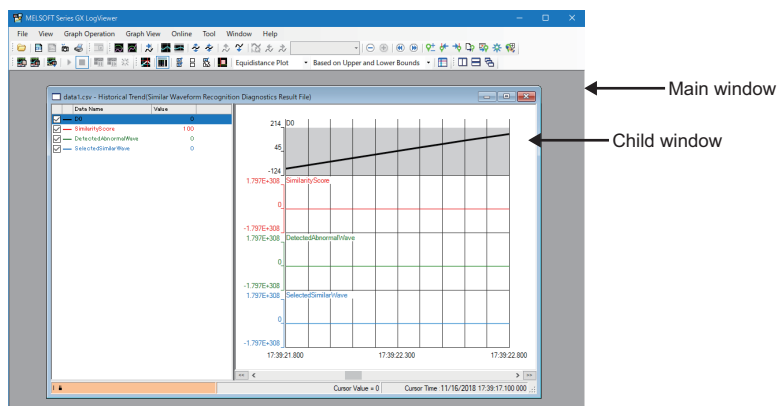 MELSOFT Series GX LogViewer
File View Graph Operation Graph View Online Tool Window Help
Equidistance Plot Based on Upper and Lower Bounds
data1.csv - Historical Trend(Similar Waveform Recognition Diagnostics Result File)
Main window
Data Name Value
D0 0
SimilarityScore 1.00
DetectedAbnormalWave 0
SelectedSimilarWave 0
Child window
214 D0
45
-124
1.797E+308 SimilarityScore
0
-1.797E+308
1.797E+308 DetectedAbnormalWave
0
-1.797E+308
1.797E+308 SelectedSimilarWave
0
-1.797E+308
17:39:21.800 17:39:22.300 17:39:22.800
Cursor Value = 0 Cursor Time 11/16/2018 17:39:17.100 000